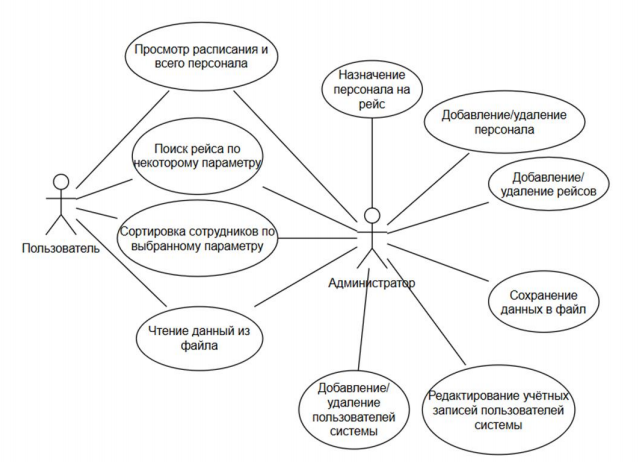 Просмотр расписания и
всего персонала
Назначение
персонала на
рейс
Добавление/удаление
персонала
Поиск рейса по
некоторому параметру
Добавление/
удаление рейсов
Сортировка сотрудников по
выбранному параметру
Пользователь
Администратор
Сохранение
данных в файл
Чтение данный из
файла
Добавление/
удаление
пользователей
системы
Редактирование учётных
записей пользователей
системы